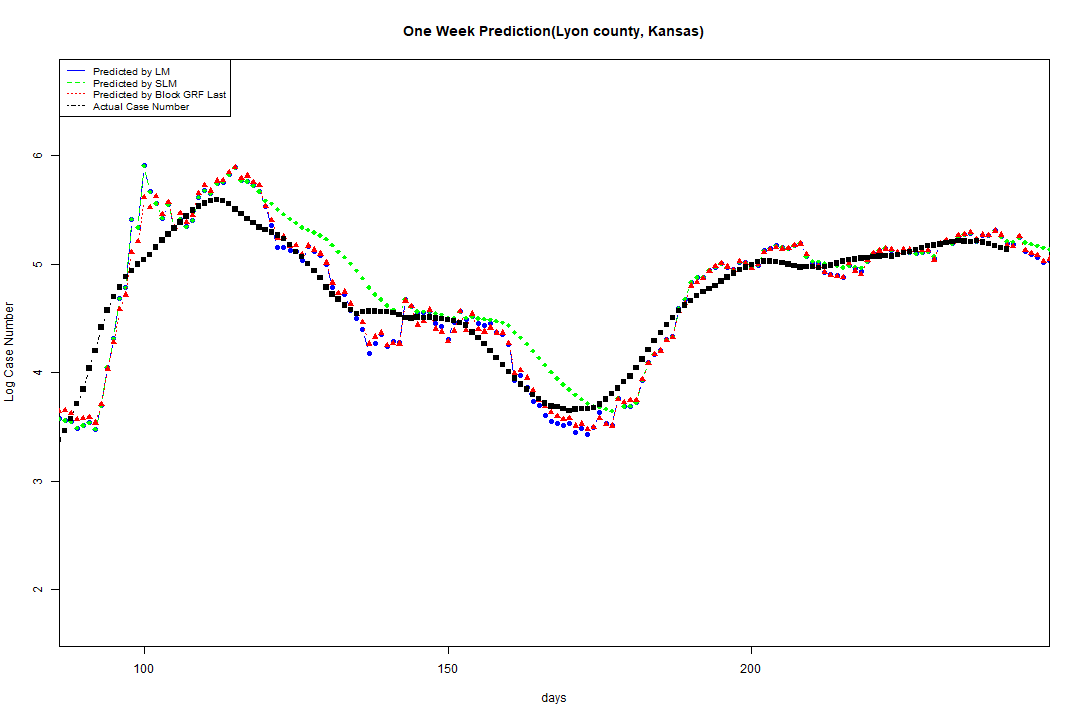 One Week Prediction(Lyon county, Kansas)
Predicted by LM
Predicted by SLM
Predicted by Block GRF Last
Actual Case Number
6
5
4
3
2
Log Case Number
100
150
200
days